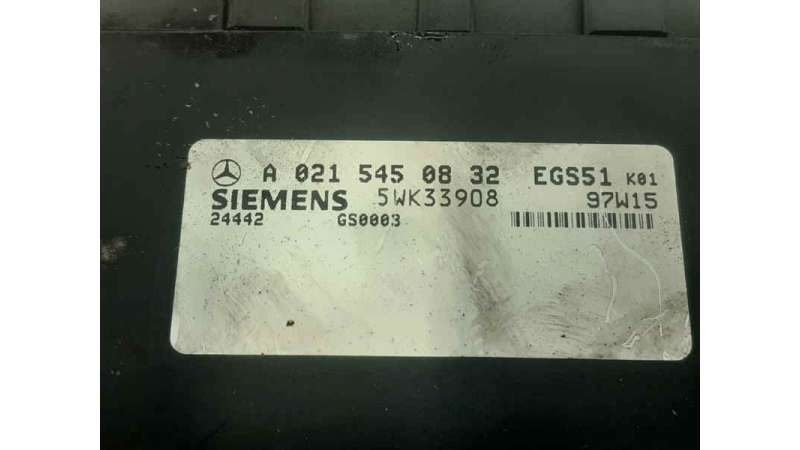 A 021 545 08 32 EGS51 K01
SIEMENS 5WK33908 97W15
24442 GS0003